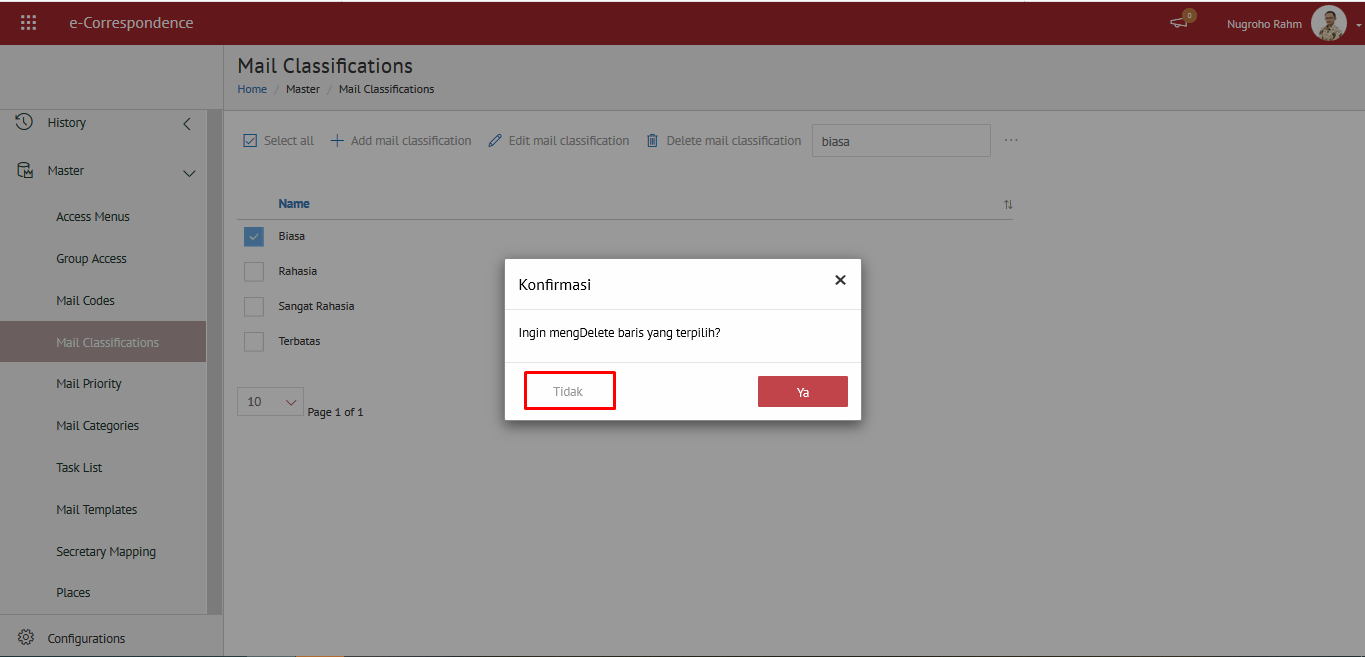 e-Correspondence
0
Nugroho Rahm
Mail Classifications
Home / Master / Mail Classifications
History
Master
Access Menus
Group Access
Mail Codes
Mail Classifications
Mail Priority
Mail Categories
Task List
Mail Templates
Secretary Mapping
Places
Configurations
Select all
Add mail classification
Edit mail classification
Delete mail classification
biasa
...
Name
Biasa
Rahasia
Sangat Rahasia
Terbatas
10
Page 1 of 1
Konfirmasi
Ingin mengDelete baris yang terpilih?
Tidak
Ya